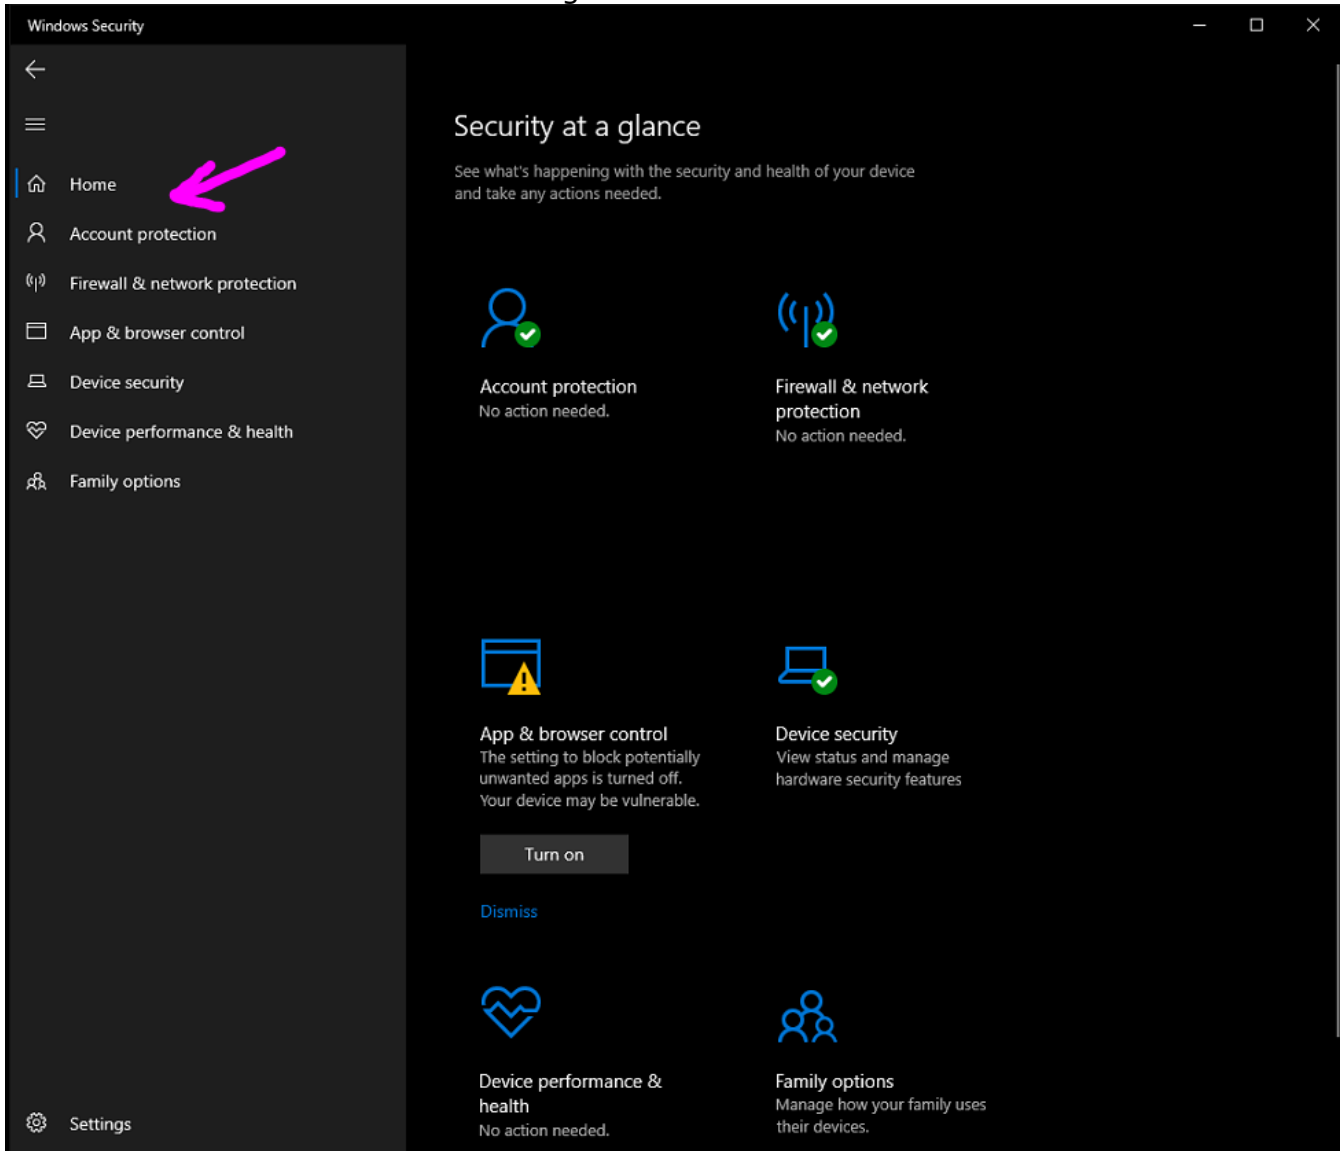 Windows Security
Home
Account protection
Firewall & network protection
App & browser control
Device security
Device performance & health
Family options
Settings
Security at a glance
See what's happening with the security and health of your device
and take any actions needed.
Account protection
No action needed.
Firewall & network
protection
No action needed.
App & browser control
The setting to block potentially
unwanted apps is turned off.
Your device may be vulnerable.
Turn on
Dismiss
Device security
View status and manage
hardware security features
Device performance &
health
No action needed.
Family options
Manage how your family uses
their devices.